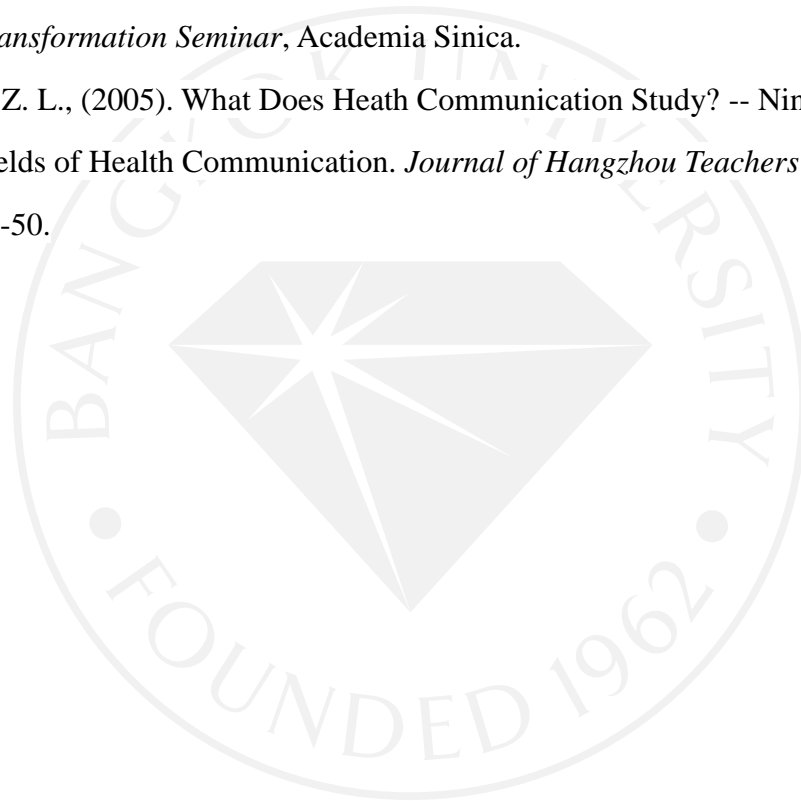 ansformation Seminar, Academia Sinica.
Z. L., (2005). What Does Heath Communication Study? -- Nin
elds of Health Communication. Journal of Hangzhou Teachers
-50.
BANGKOK UNIVERSITY
FOUNDED 1962